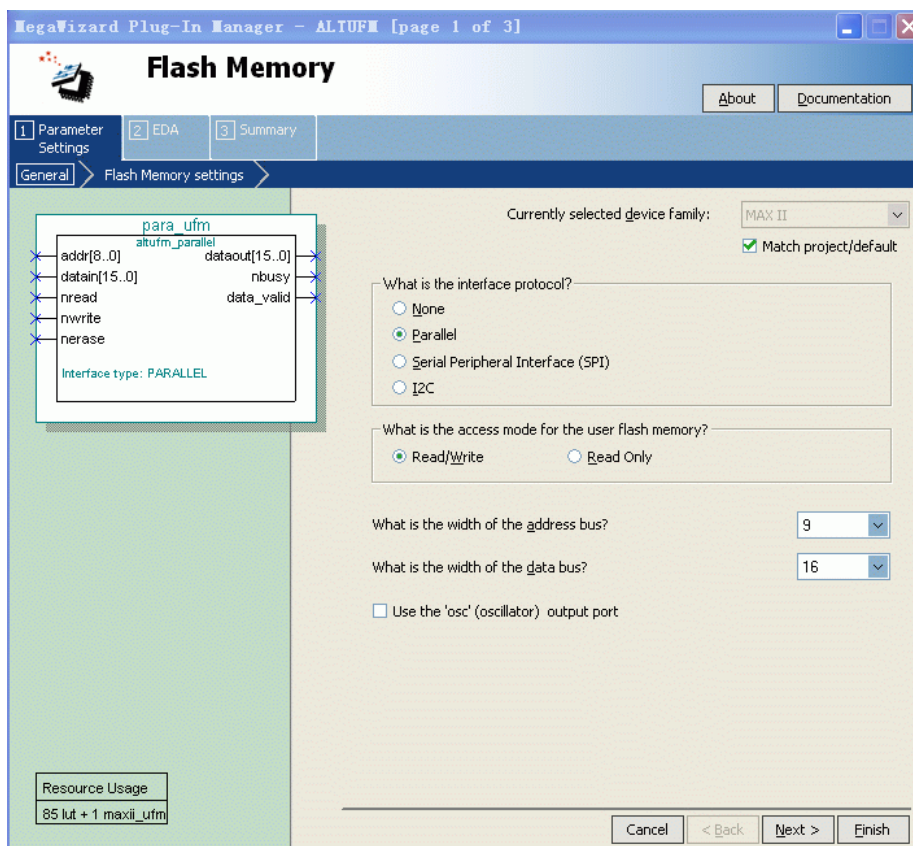 MegaWizard Plug-In Manager - ALTUFM [page 1 of 3]
Flash Memory
About
Documentation
1 Parameter Settings
2 EDA
3 Summary
General
Flash Memory settings
para_ufm
altufm_parallel
addr[8..0]
dataout[15..0]
datain[15..0]
nbusy
nread
data_valid
nwrite
nerase
Interface type: PARALLEL
Currently selected device family:
MAX II
Match project/default
What is the interface protocol?
None
Parallel
Serial Peripheral Interface (SPI)
I2C
What is the access mode for the user flash memory?
Read/Write
Read Only
What is the width of the address bus?
9
What is the width of the data bus?
16
Use the 'osc' (oscillator) output port
Resource Usage
85 lut + 1 maxii_ufm
Cancel
< Back
Next >
Finish